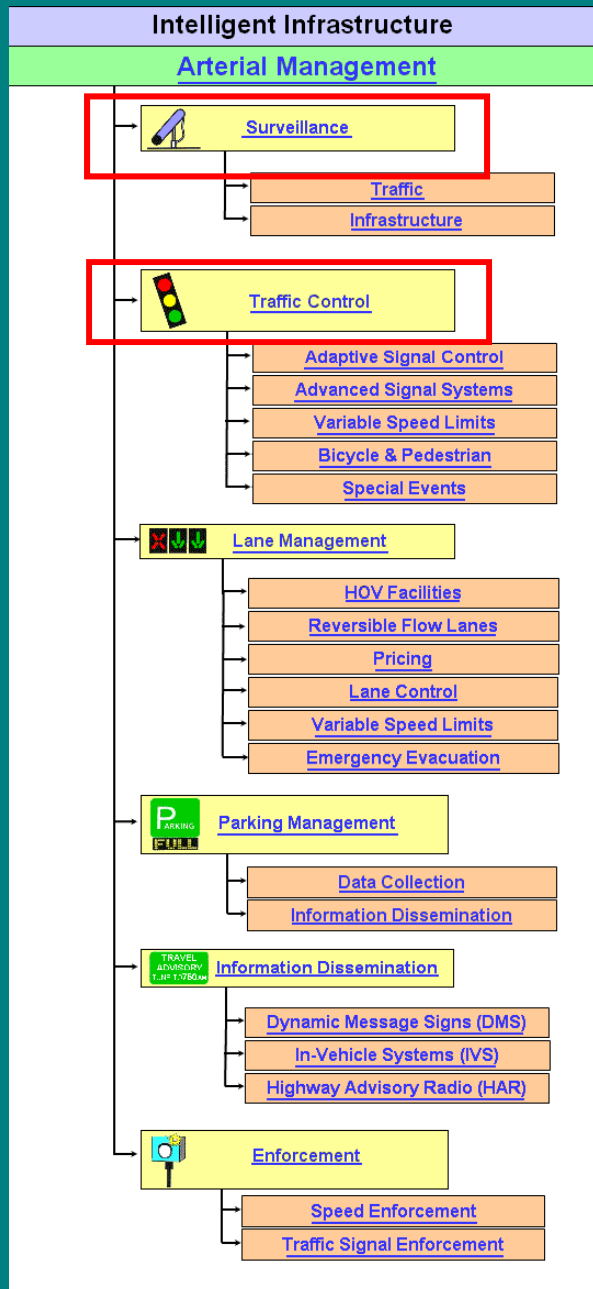 Intelligent Infrastructure
Arterial Management
Surveillance
Traffic
Infrastructure
Traffic Control
Adaptive Signal Control
Advanced Signal Systems
Variable Speed Limits
Bicycle & Pedestrian
Special Events
Lane Management
HOV Facilities
Reversible Flow Lanes
Pricing
Lane Control
Variable Speed Limits
Emergency Evacuation
PARKING
FULL
Parking Management
Data Collection
Information Dissemination
TRAVEL
ADVISORY
Information Dissemination
Dynamic Message Signs (DMS)
In-Vehicle Systems (IVS)
Highway Advisory Radio (HAR)
Enforcement
Speed Enforcement
Traffic Signal Enforcement